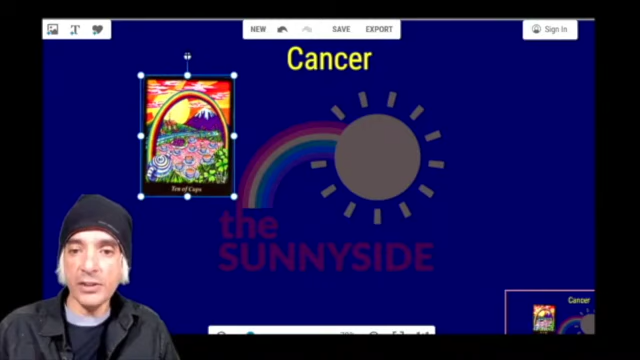 NEW SAVE EXPORT Sign in
Cancer
Ten of Cups
the
SUNNYSIDE
Cancer